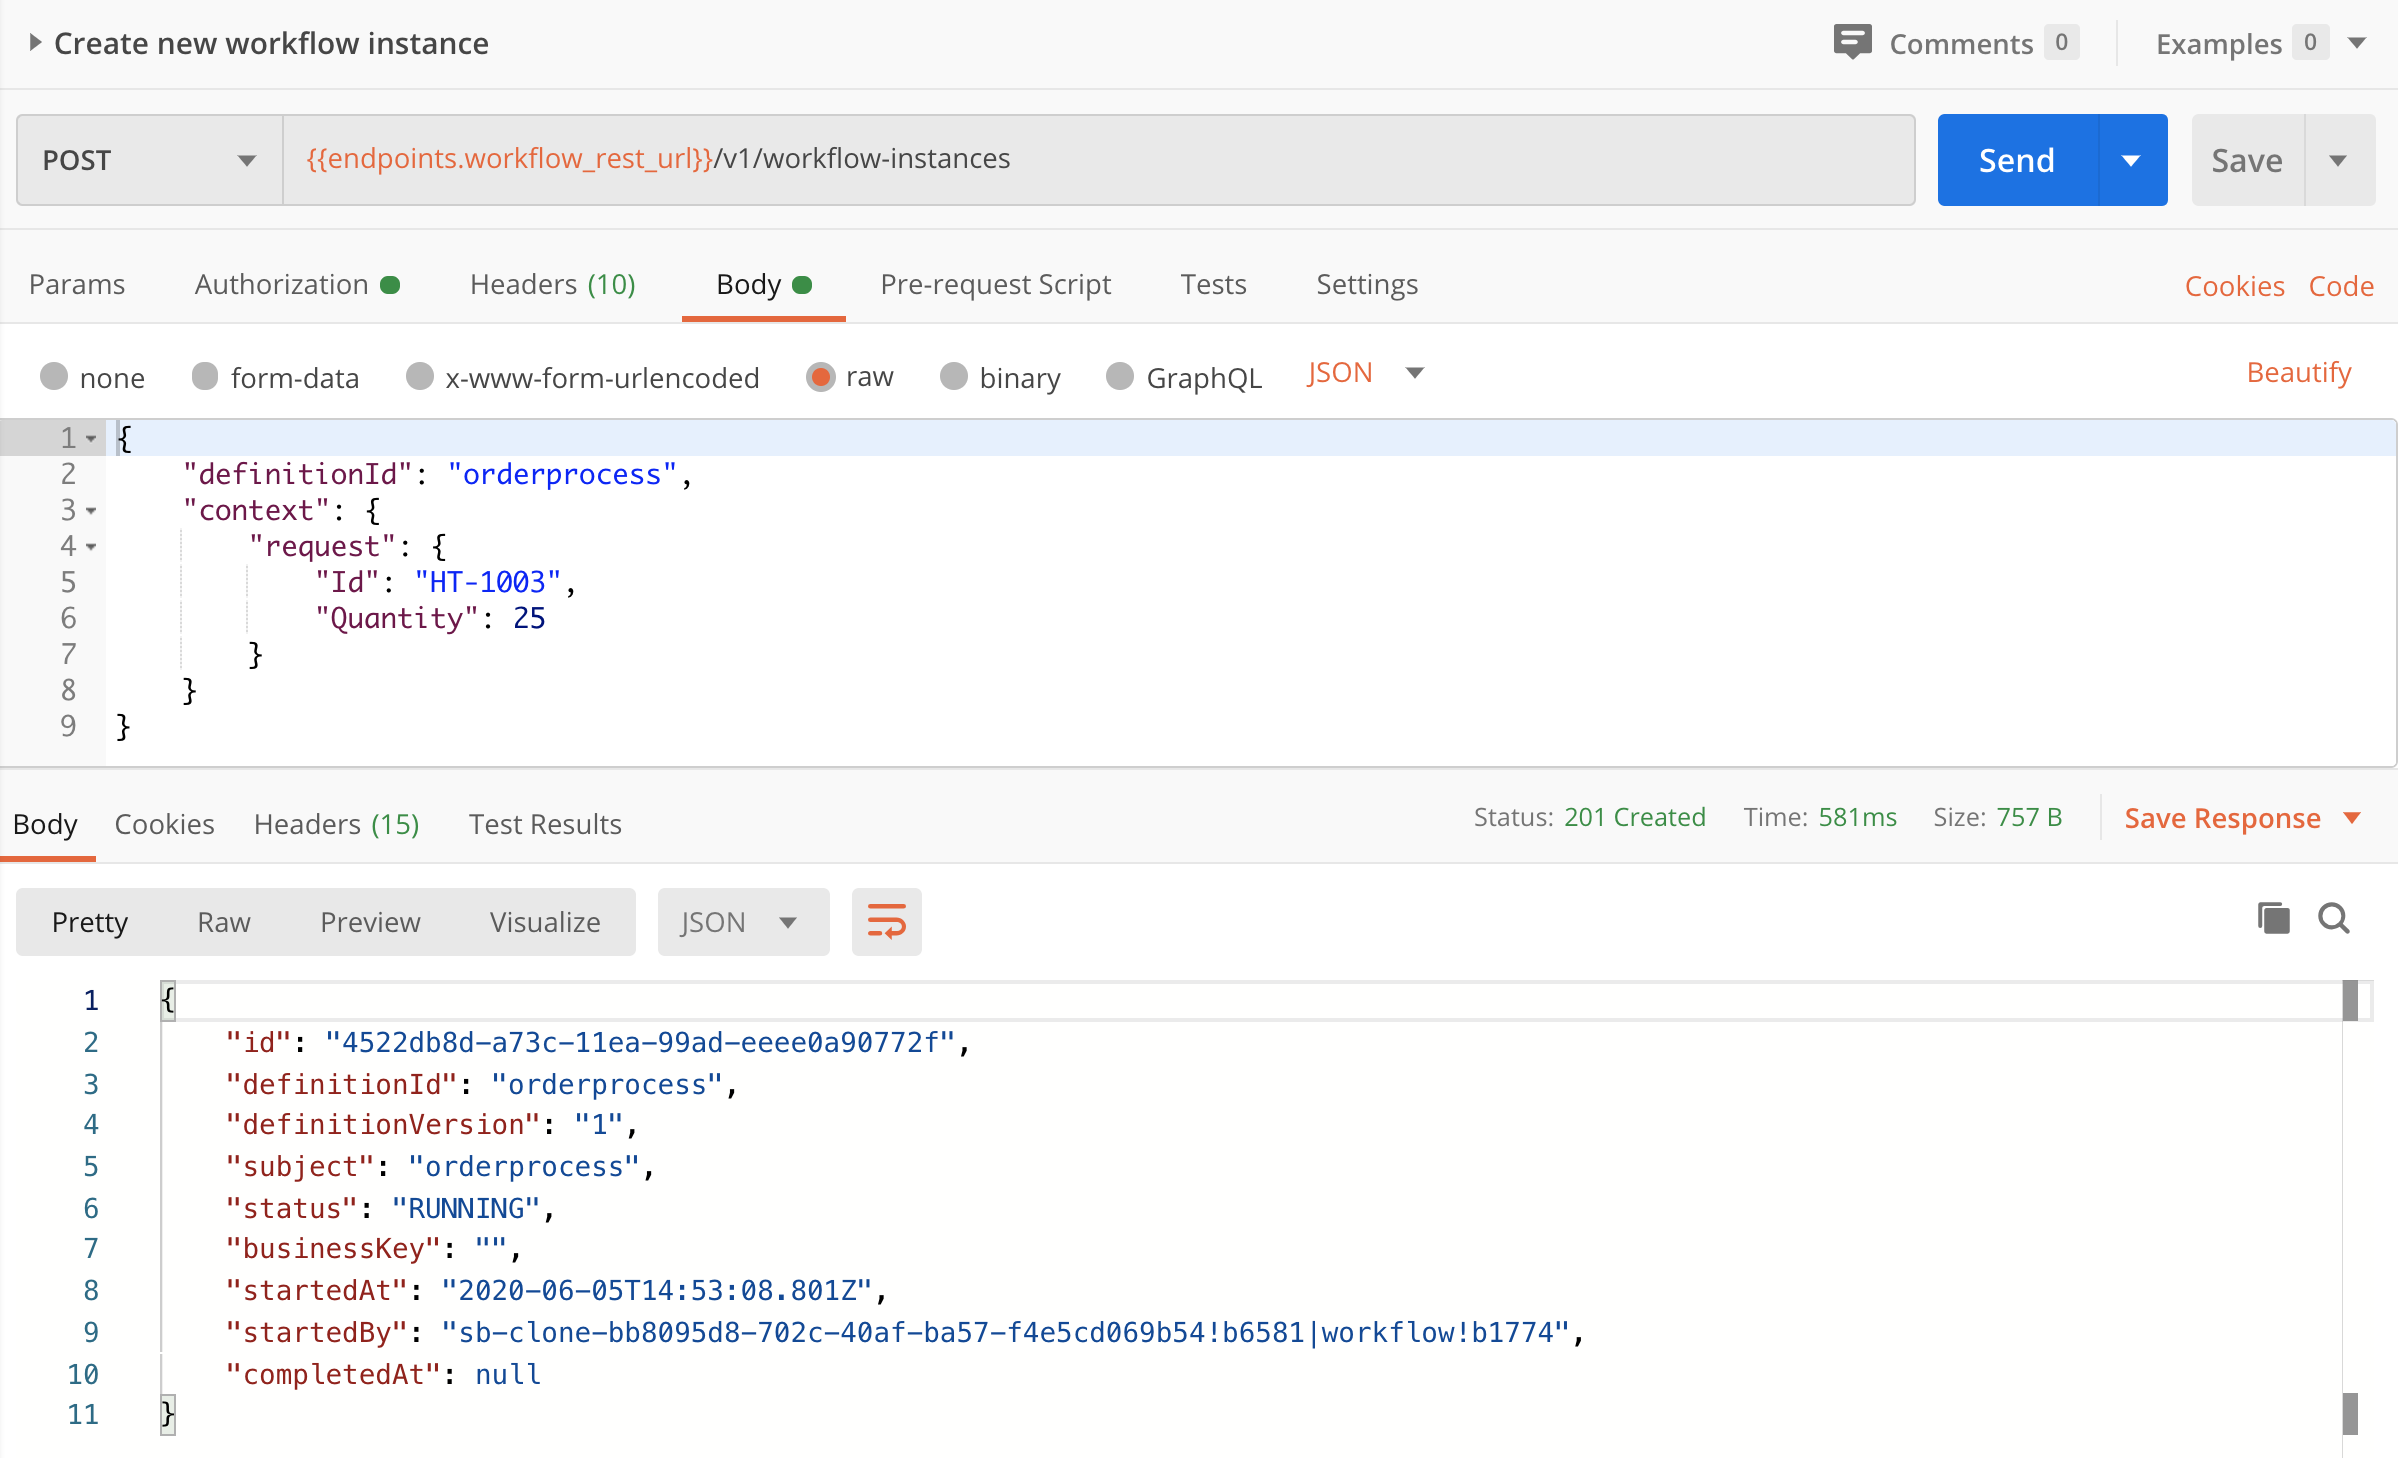 Create new workflow instance
Comments 0
Examples 0
POST
{{endpoints.workflow_rest_url}}/v1/workflow-instances
Send
Save
Params Authorization Headers (10) Body Pre-request Script Tests Settings Cookies Code
none form-data x-www-form-urlencoded raw binary GraphQL JSON Beautify
1 {
2 "definitionId": "orderprocess",
3 "context": {
4 "request": {
5 "Id": "HT-1003",
6 "Quantity": 25
7 }
8 }
9 }
Body Cookies Headers (15) Test Results Status: 201 Created Time: 581ms Size: 757 B Save Response
Pretty Raw Preview Visualize JSON
1 {
2 "id": "4522db8d-a73c-11ea-99ad-eeee0a90772f",
3 "definitionId": "orderprocess",
4 "definitionVersion": "1",
5 "subject": "orderprocess",
6 "status": "RUNNING",
7 "businessKey": "",
8 "startedAt": "2020-06-05T14:53:08.801Z",
9 "startedBy": "sb-clone-bb8095d8-702c-40af-ba57-f4e5cd069b54!b6581|workflow!b1774",
10 "completedAt": null
11 }